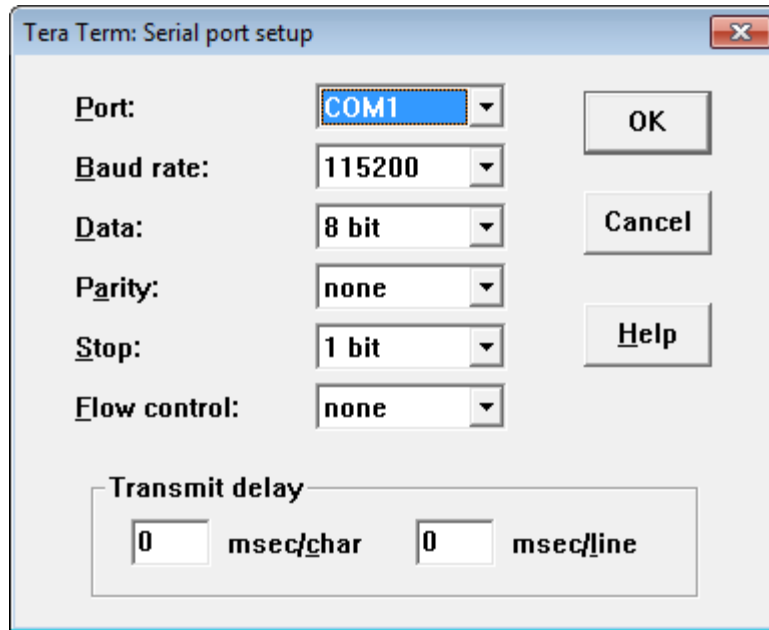 Tera Term: Serial port setup
Port: COM1
OK
Baud rate: 115200
Data: 8 bit
Cancel
Parity: none
Stop: 1 bit
Help
Flow control: none
Transmit delay
0 msec/char 0 msec/line